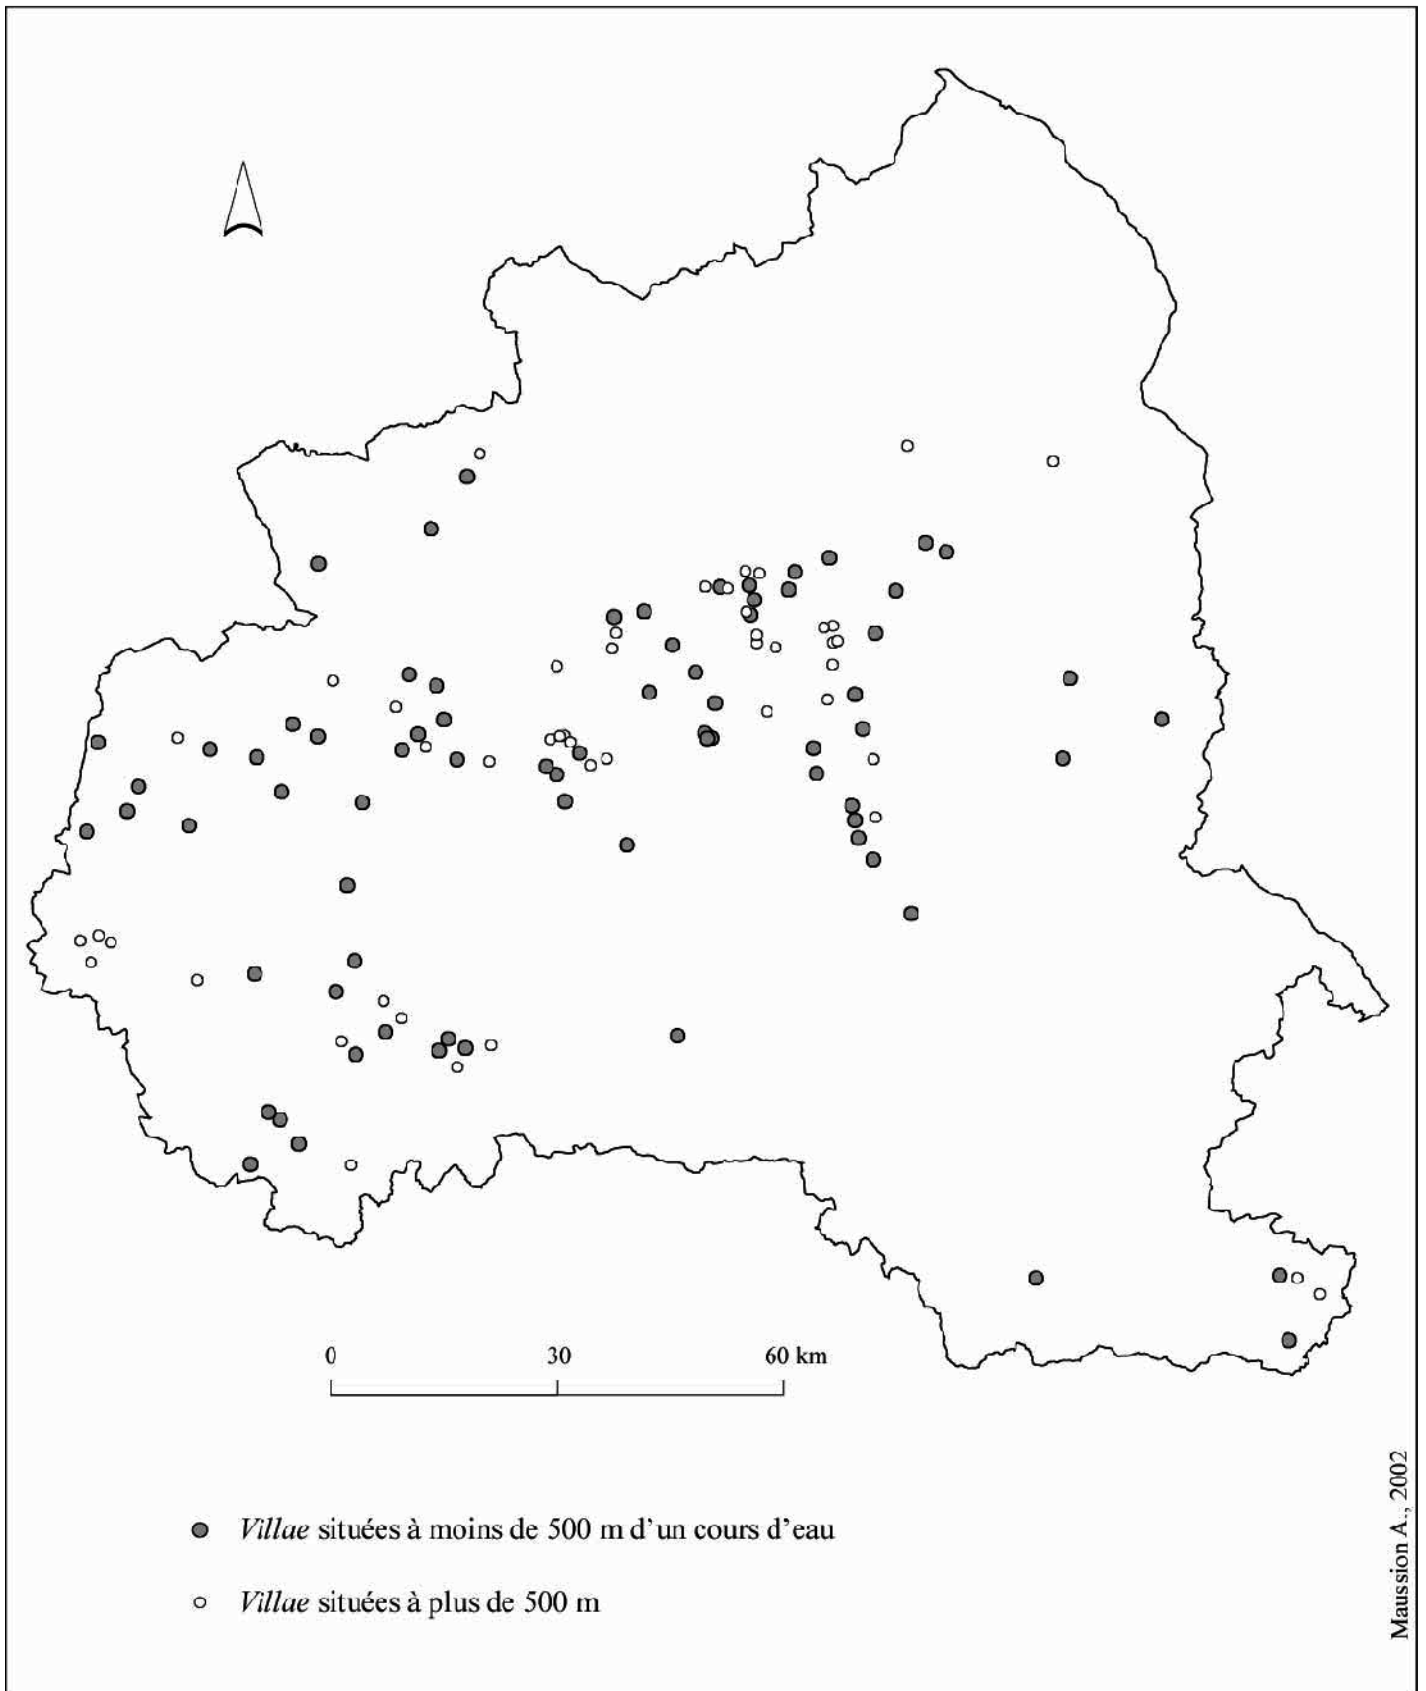 0 30 60 km
Villae situées à moins de 500 m d'un cours d'eau
Villae situées à plus de 500 m
Maussion A., 2002